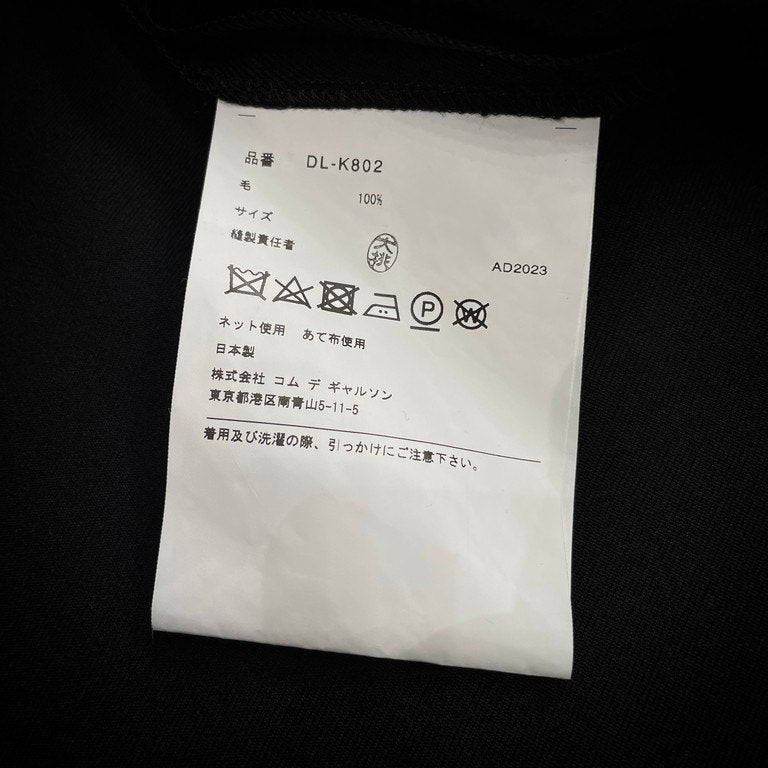 品番 DL-K802
毛 100%
サイズ
縫製責任者 大挑 AD2023
P W
ネット使用 あて布使用
日本製
株式会社 コム デ ギャルソン
東京都港区南青山5-11-5
着用及び洗濯の際、引っかけにご注意下さい。